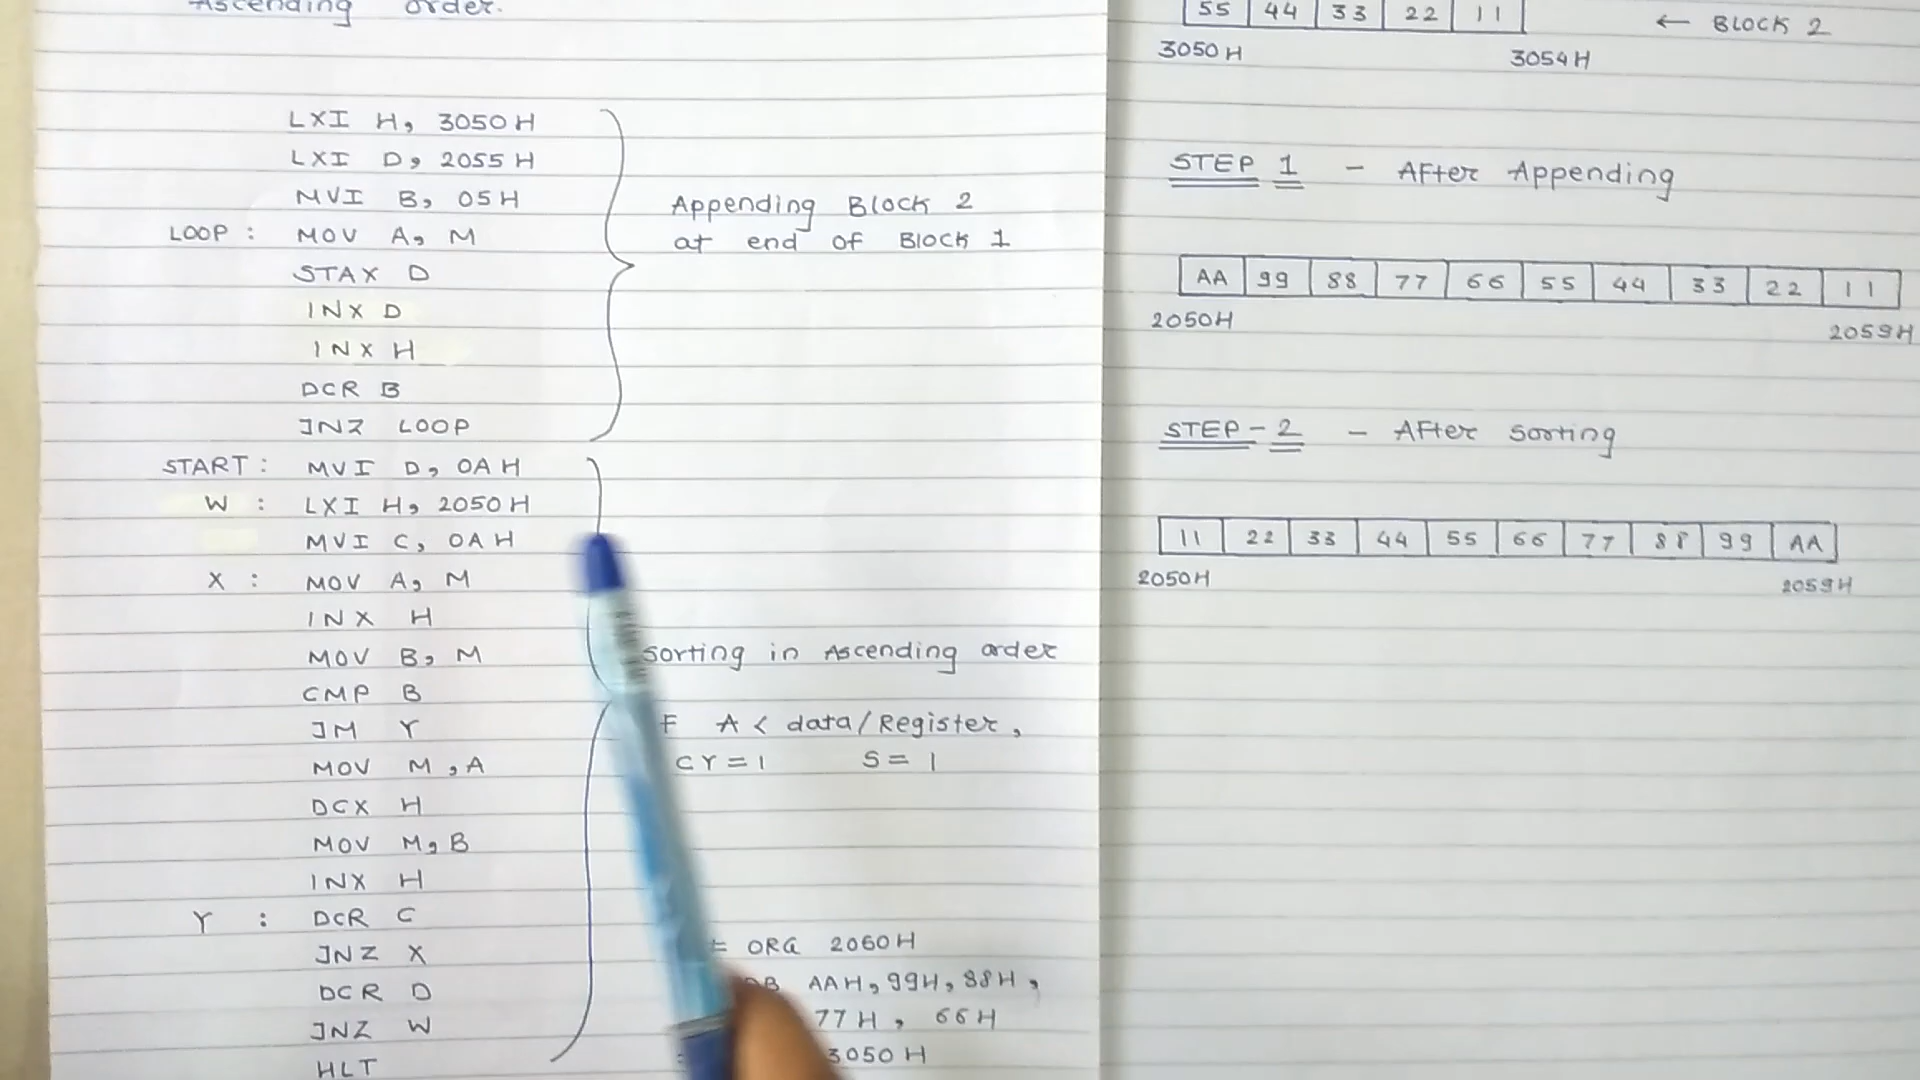 Ascending order.
LXI H, 3050H
LXI D, 2055H
MVI B, 05H
LOOP : MOV A, M
STAX D
INX D
INX H
DCR B
JNZ LOOP
Appending Block 2
at end of Block 1
START : MVI D, 0AH
W : LXI H, 2050H
MVI C, 0AH
X : MOV A, M
INX H
MOV B, M
CMP B
JM Y
MOV M, A
DCX H
MOV M, B
INX H
Y : DCR C
JNZ X
DCR D
JNZ W
HLT
Sorting in Ascending order
F A < data/Register,
CY = 1 S = 1
= ORG 2060H
DB AAH, 99H, 88H,
77H, 66H
3050H
55 44 33 22 11
← BLOCK 2
3050H 3054H
STEP 1 - After Appending
AA 99 88 77 66 55 44 33 22 11
2050H 2059H
STEP-2 - After Sorting
11 22 33 44 55 66 77 88 99 AA
2050H 2059H